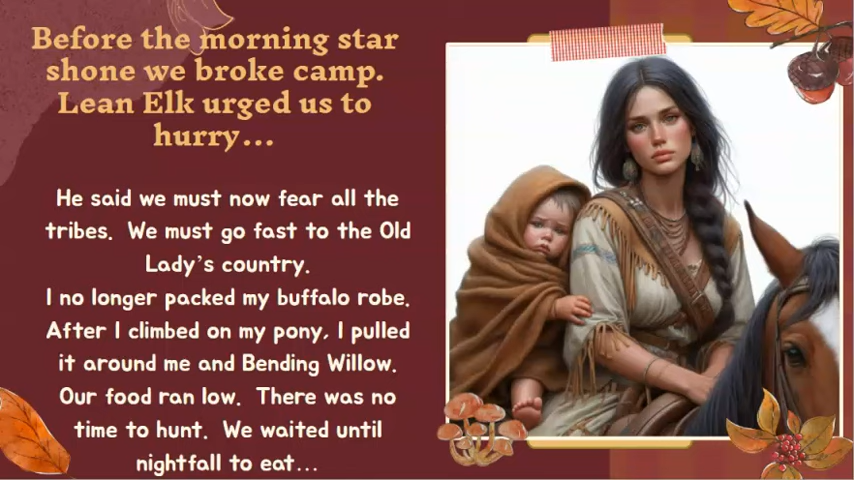 Before the morning star
shone we broke camp.
Lean Elk urged us to
hurry...
He said we must now fear all the
tribes.  We must go fast to the Old
Lady's country.
I no longer packed my buffalo robe.
After I climbed on my pony, I pulled
it around me and Bending Willow.
Our food ran low.  There was no
time to hunt.  We waited until
nightfall to eat...